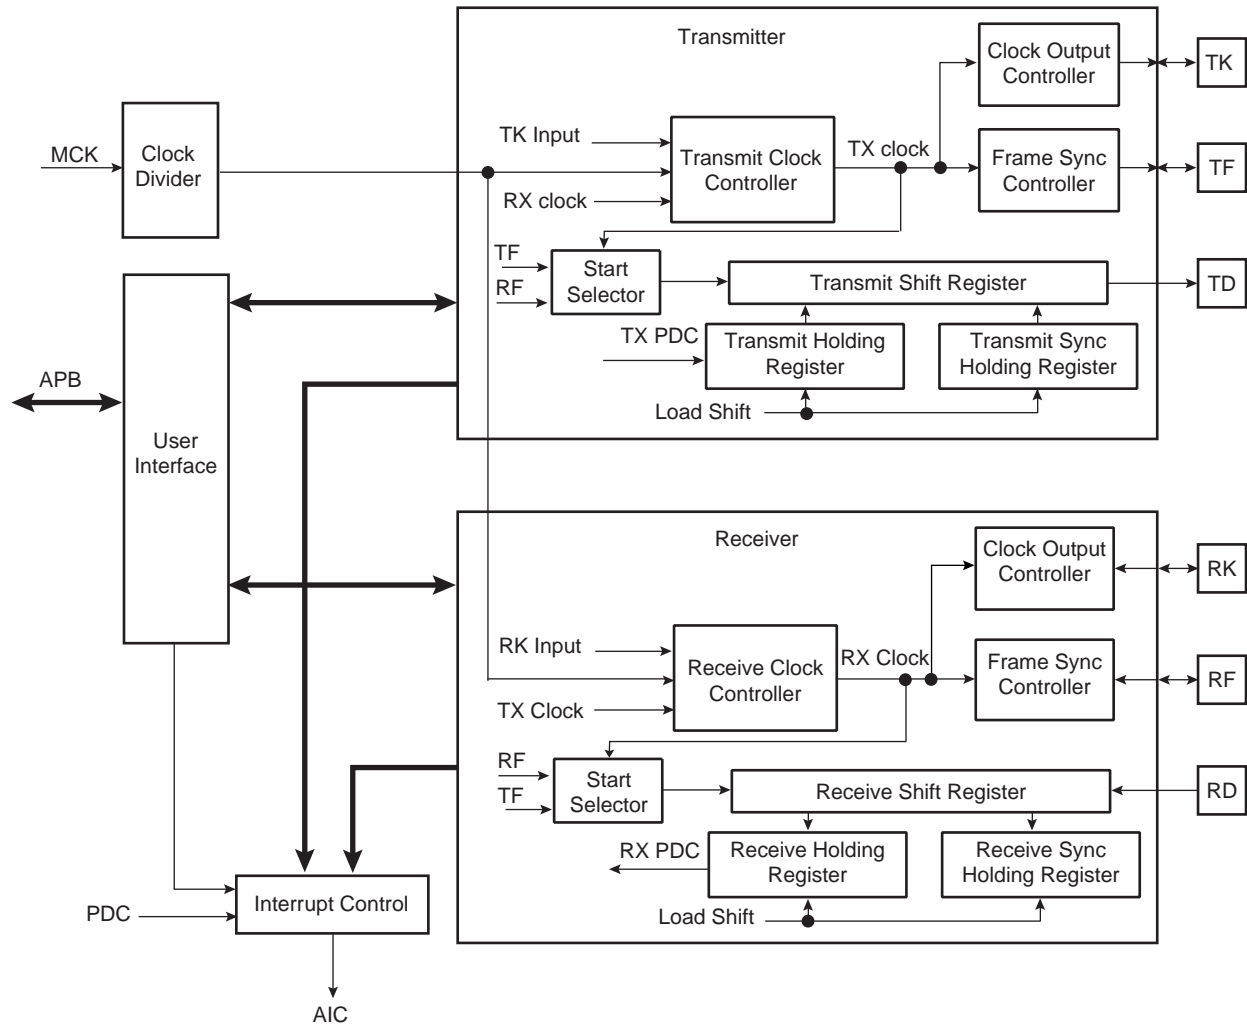 Transmitter
Clock Output
Controller
TK
MCK
Clock
Divider
TK Input
Transmit Clock
Controller
TX clock
Frame Sync
Controller
TF
RX clock
TF
RF
Start
Selector
Transmit Shift Register
TD
TX PDC
Transmit Holding
Register
Transmit Sync
Holding Register
Load Shift
APB
User
Interface
Receiver
Clock Output
Controller
RK
RK Input
Receive Clock
Controller
RX Clock
Frame Sync
Controller
RF
TX Clock
RF
TF
Start
Selector
Receive Shift Register
RD
RX PDC
Receive Holding
Register
Receive Sync
Holding Register
Load Shift
PDC
Interrupt Control
AIC